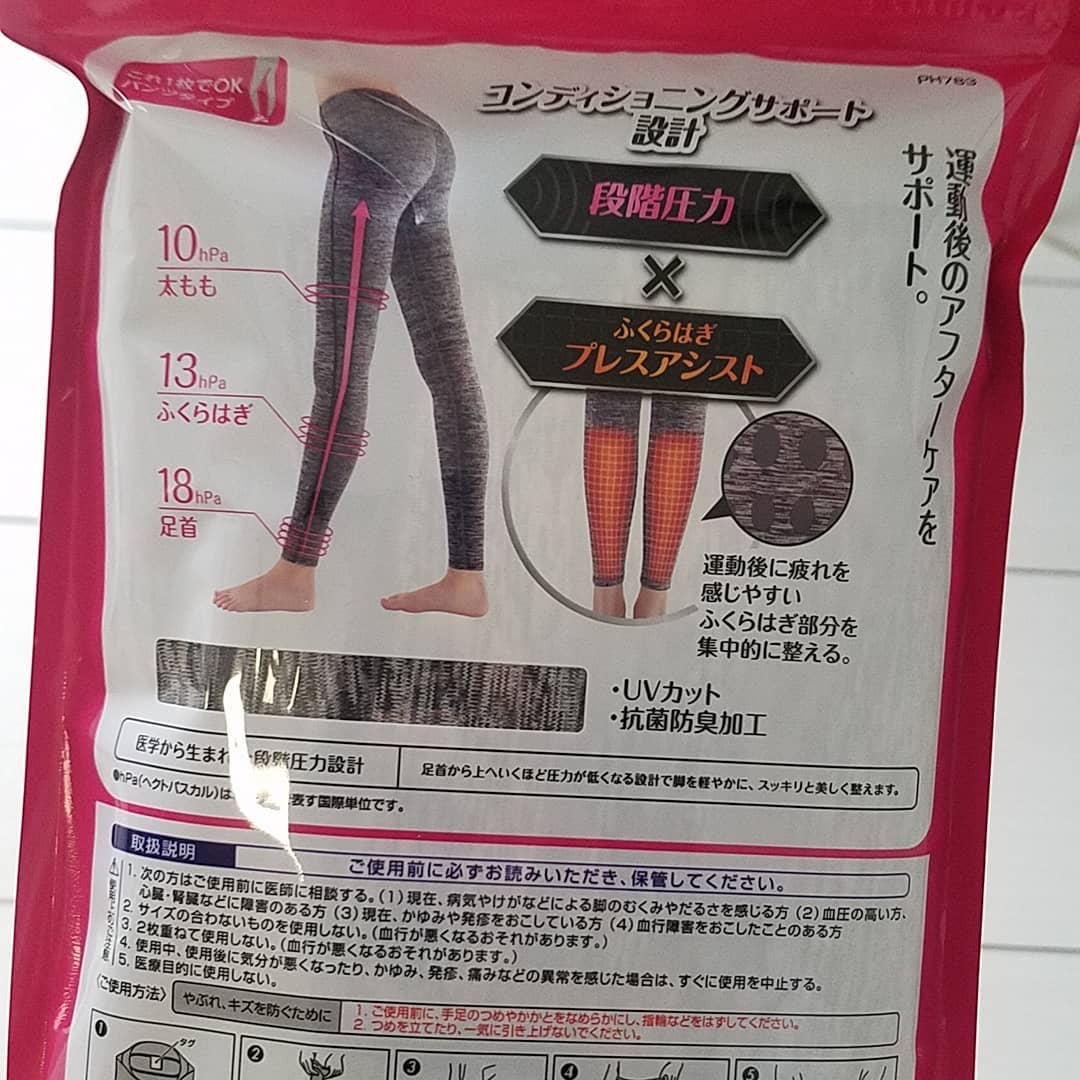 これ1枚でOK
パンツタイプ
PH783
コンディショニングサポート
設計
運動後のアフターケアを
サポート。
段階圧力
×
ふくらはぎ
プレスアシスト
10hPa
太もも
13hPa
ふくらはぎ
18hPa
足首
運動後に疲れを
感じやすい
ふくらはぎ部分を
集中的に整える。
・UVカット
・抗菌防臭加工
医学から生まれ 段階圧力設計
足首から上へいくほど圧力が低くなる設計で脚を軽やかに、スッキリと美しく整えます。
●hPa(ヘクトパスカル)は 表す国際単位です。
取扱説明
ご使用前に必ずお読みいただき、保管してください。
1. 次の方はご使用前に医師に相談する。(1)現在、病気やけがなどによる脚のむくみやだるさを感じる方 (2)血圧の高い方、
心臓・腎臓などに障害のある方 (3)現在、かゆみや発疹をおこしている方 (4)血行障害をおこしたことのある方
2. サイズの合わないものを使用しない。(血行が悪くなるおそれがあります。)
3. 2枚重ねて使用しない。(血行が悪くなるおそれがあります。)
4. 使用中、使用後に気分が悪くなったり、かゆみ、発疹、痛みなどの異常を感じた場合は、すぐに使用を中止する。
5. 医療目的に使用しない。
〈ご使用方法〉
やぶれ、キズを防ぐために
1. ご使用前に、手足のつめやかかとをなめらかにし、指輪などをはずしてください。
2. つめを立てたり、一気に引き上げないでください。
❶
タグ
❷
❸
❹
❺